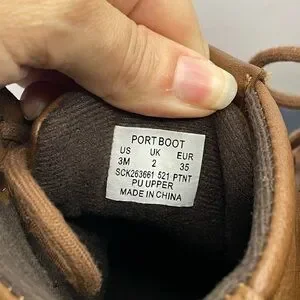 PORT BOOT
US UK EUR
3M 2 35
SCK263661 521 PTNT
PU UPPER
MADE IN CHINA